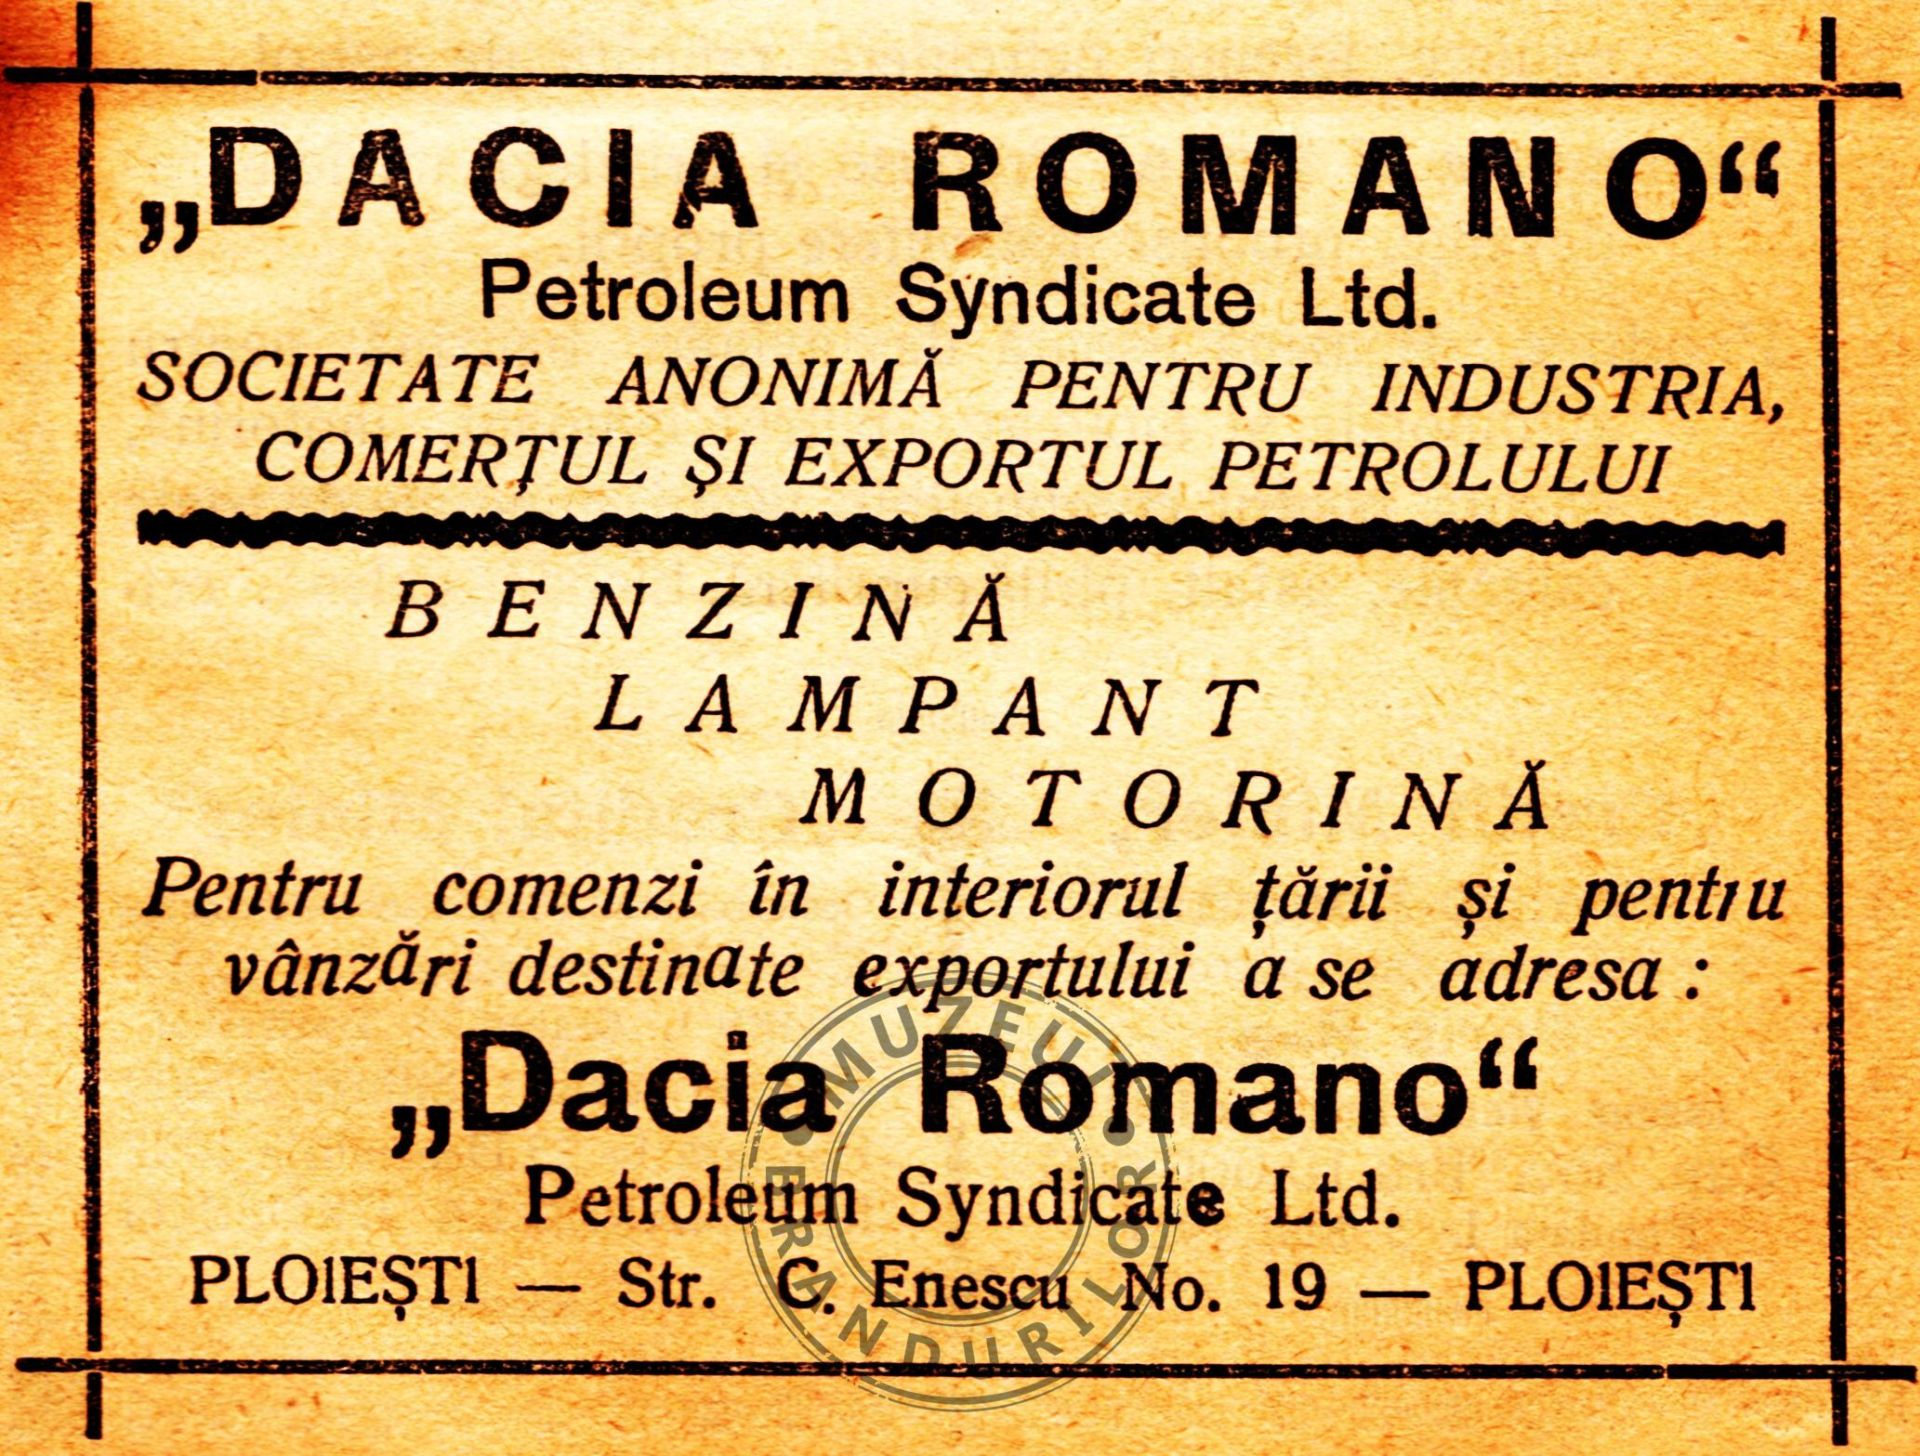 „DACIA ROMANO“
Petroleum Syndicate Ltd.
SOCIETATE ANONIMĂ PENTRU INDUSTRIA,
COMERȚUL ȘI EXPORTUL PETROLULUI
BENZINĂ
LAMPANT
MOTORINĂ
Pentru comenzi în interiorul țării și pentru
vânzări destinate exportului a se adresa :
„Dacia Romano“
Petroleum Syndicate Ltd.
PLOIEȘTI — Str. C. Enescu No. 19 — PLOIEȘTI
MUZEUL BRANDURILOR